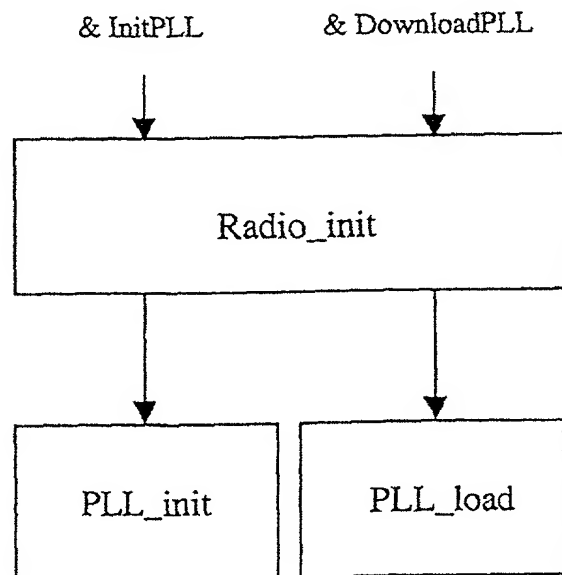 & InitPLL
& DownloadPLL
Radio_init
PLL_init
PLL_load